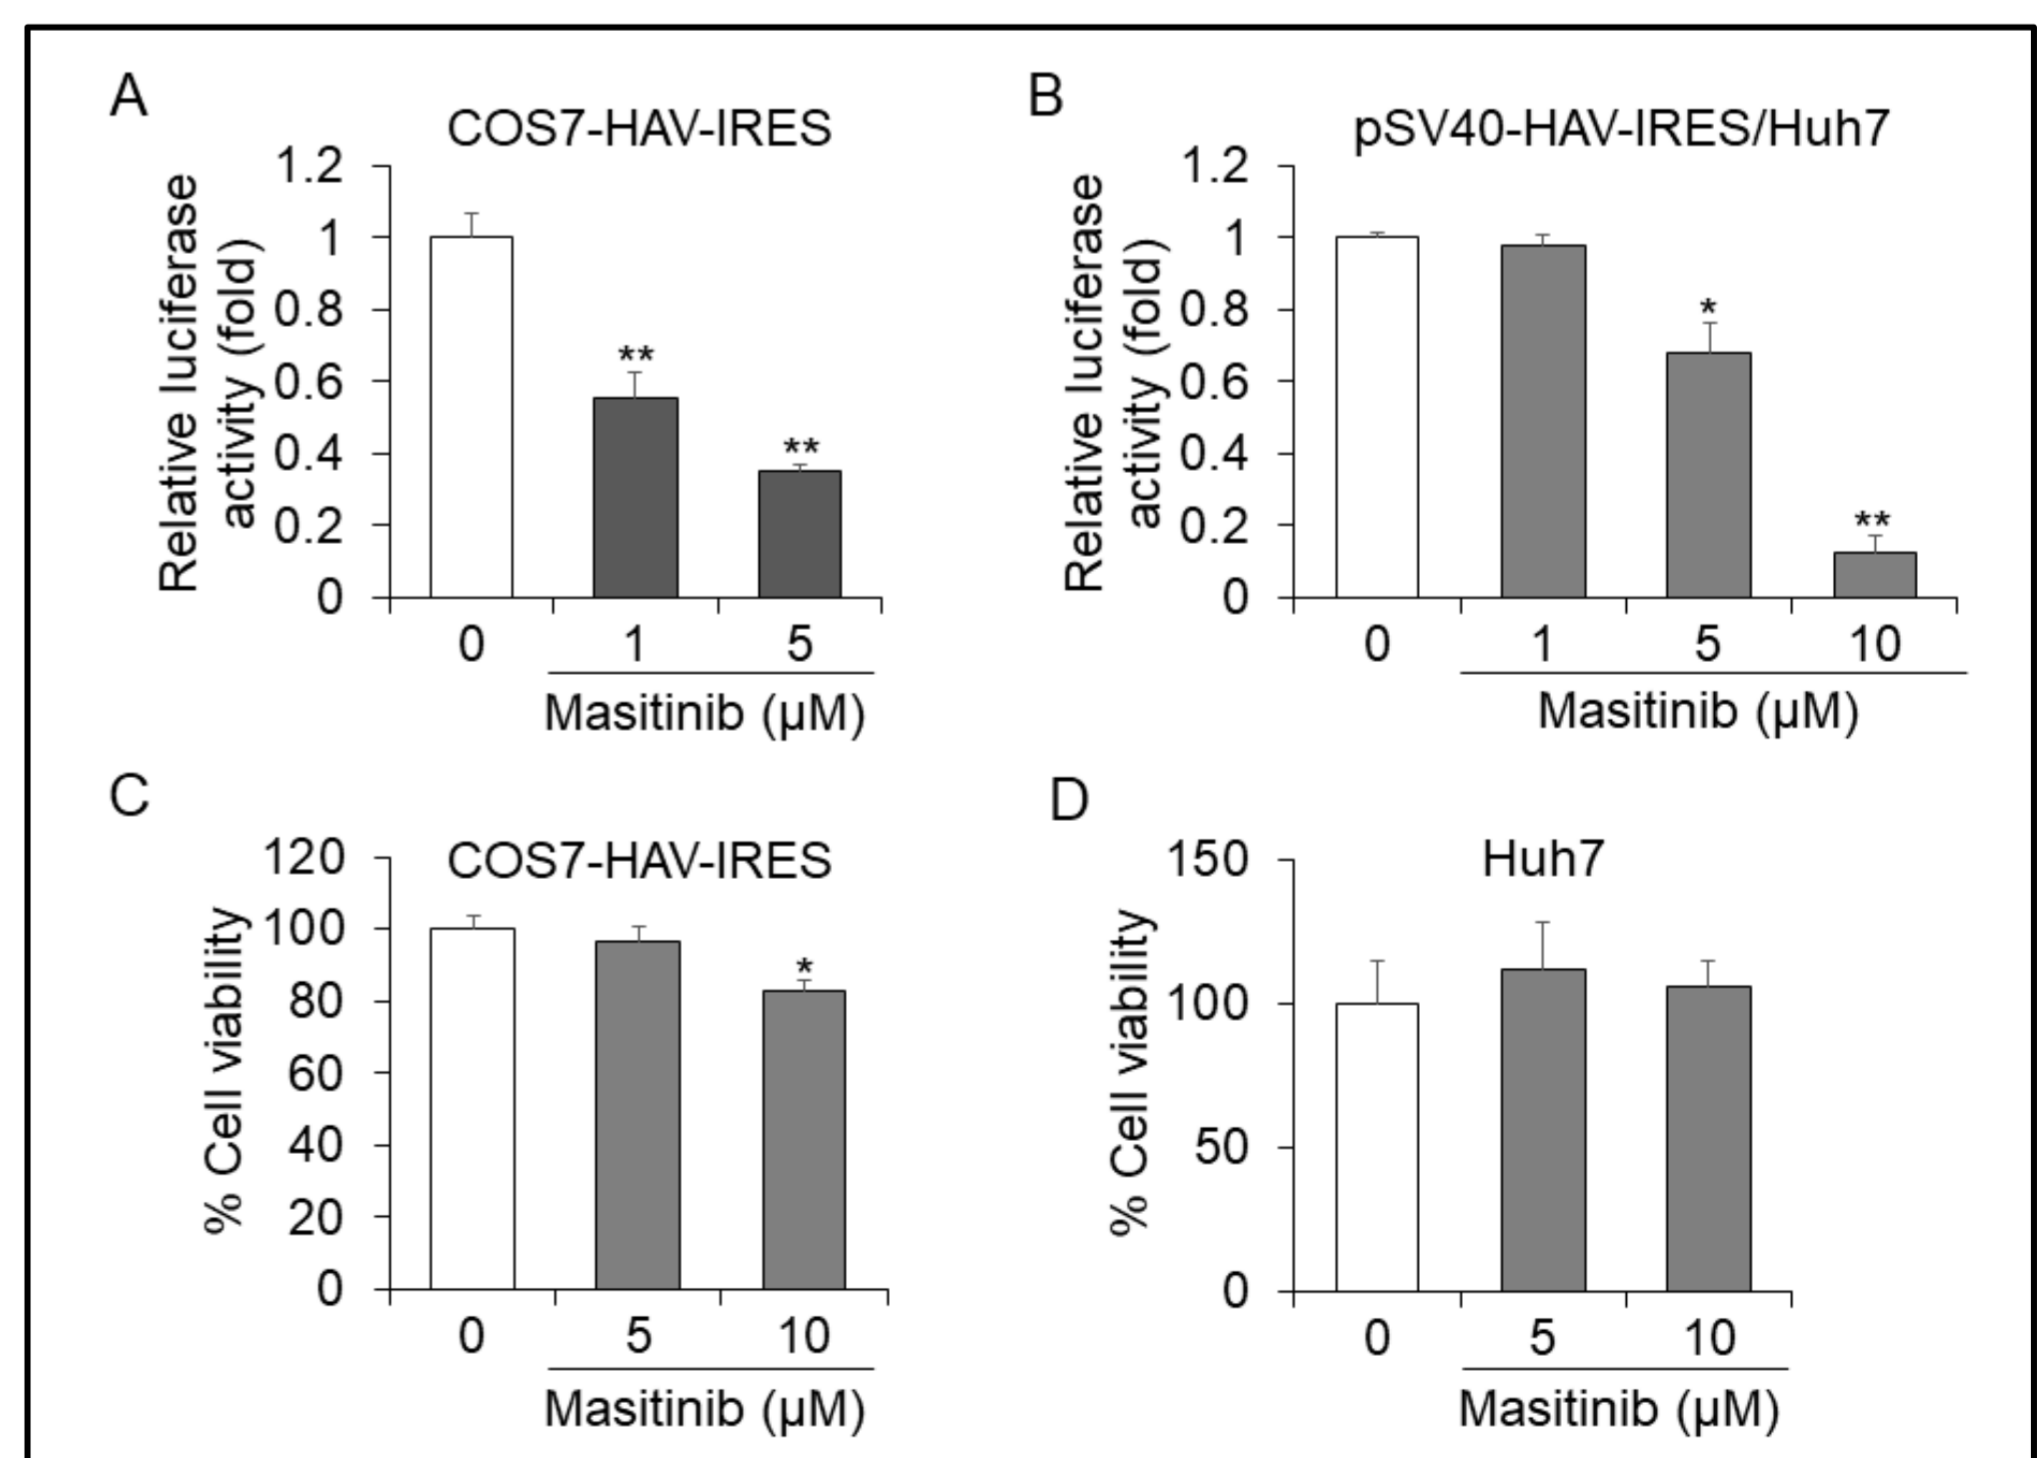 A
COS7-HAV-IRES
Relative luciferase
activity (fold)
1.2
1
0.8
0.6
0.4
0.2
0
**
**
0 1 5
Masitinib (µM)
B
pSV40-HAV-IRES/Huh7
Relative luciferase
activity (fold)
1.2
1
0.8
0.6
0.4
0.2
0
*
**
0 1 5 10
Masitinib (µM)
C
COS7-HAV-IRES
% Cell viability
120
100
80
60
40
20
0
*
0 5 10
Masitinib (µM)
D
Huh7
% Cell viability
150
100
50
0
0 5 10
Masitinib (µM)